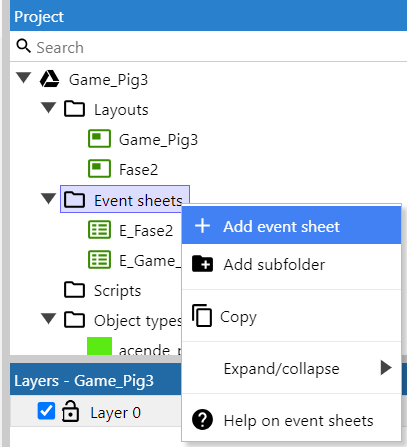 Project
Search
Game_Pig3
Layouts
Game_Pig3
Fase2
Event sheets
E_Fase2
Add event sheet
E_Game_
Add subfolder
Scripts
Copy
Object types
acende_
Expand/collapse
Layers - Game_Pig3
Layer 0
Help on event sheets